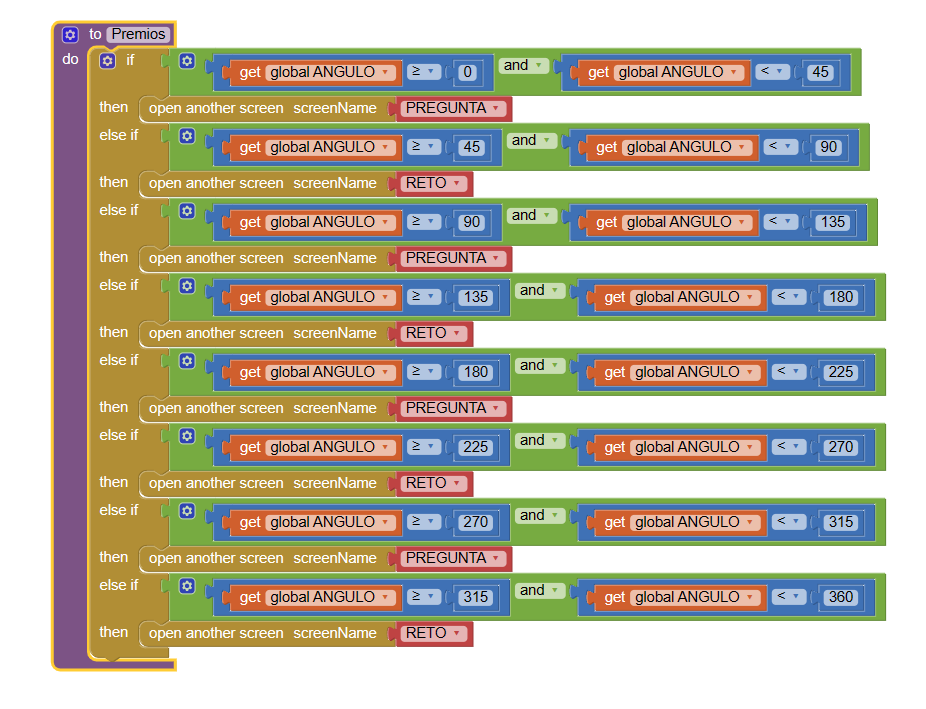 to Premios
do if get global ANGULO ≥ 0 and get global ANGULO < 45
then open another screen screenName PREGUNTA
else if get global ANGULO ≥ 45 and get global ANGULO < 90
then open another screen screenName RETO
else if get global ANGULO ≥ 90 and get global ANGULO < 135
then open another screen screenName PREGUNTA
else if get global ANGULO ≥ 135 and get global ANGULO < 180
then open another screen screenName RETO
else if get global ANGULO ≥ 180 and get global ANGULO < 225
then open another screen screenName PREGUNTA
else if get global ANGULO ≥ 225 and get global ANGULO < 270
then open another screen screenName RETO
else if get global ANGULO ≥ 270 and get global ANGULO < 315
then open another screen screenName PREGUNTA
else if get global ANGULO ≥ 315 and get global ANGULO < 360
then open another screen screenName RETO